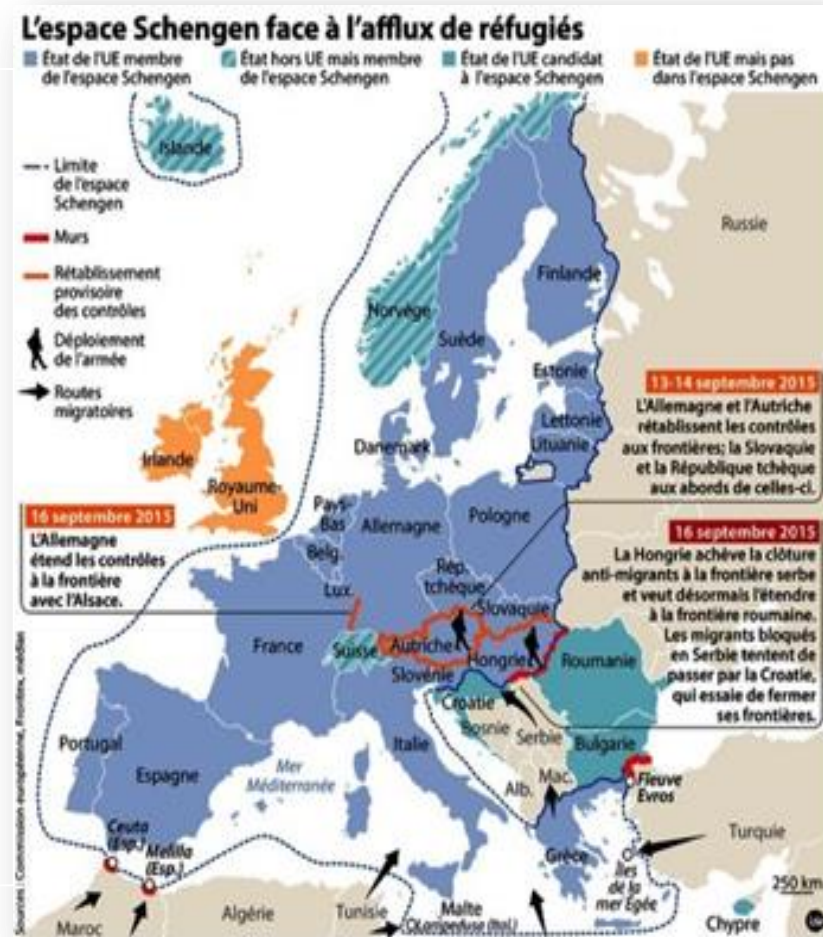 L'espace Schengen face à l'afflux de réfugiés
État de l'UE membre
de l'espace Schengen
État hors UE mais membre
de l'espace Schengen
État de l'UE candidat
à l'espace Schengen
État de l'UE mais pas
dans l'espace Schengen
Limite
de l'espace
Schengen
Murs
Rétablissement
provisoire
des contrôles
Déploiement
de l'armée
Routes
migratoires
Islande
Russie
Finlande
Norvège
Suède
Estonie
Lettonie
Lituanie
Danemark
Irlande
Royaume-
Uni
13-14 septembre 2015
L'Allemagne et l'Autriche
rétablissent les contrôles
aux frontières; la Slovaquie
et la République tchèque
aux abords de celles-ci.
16 septembre 2015
L'Allemagne
étend les contrôles
à la frontière
avec l'Alsace.
16 septembre 2015
La Hongrie achève la clôture
anti-migrants à la frontière serbe
et veut désormais l'étendre
à la frontière roumaine.
Les migrants bloqués
en Serbie tentent de
passer par la Croatie,
qui essaie de fermer
ses frontières.
Pays-
Bas
Allemagne
Pologne
Belg.
Lux.
Rép.
tchèque
Slovaquie
France
Suisse
Autriche
Hongrie
Roumanie
Slovénie
Croatie
Bosnie
Serbie
Bulgarie
Italie
Portugal
Espagne
Mer
Méditerranée
Alb.
Mac.
Fleuve
Evros
Ceuta
(Esp.)
Melilla
(Esp.)
Grèce
Turquie
Îles
de la
mer Egée
250 km
Maroc
Algérie
Tunisie
Malte
Lampedusa (Ital.)
Chypre
Sources : Commission européenne, Frontex, médias